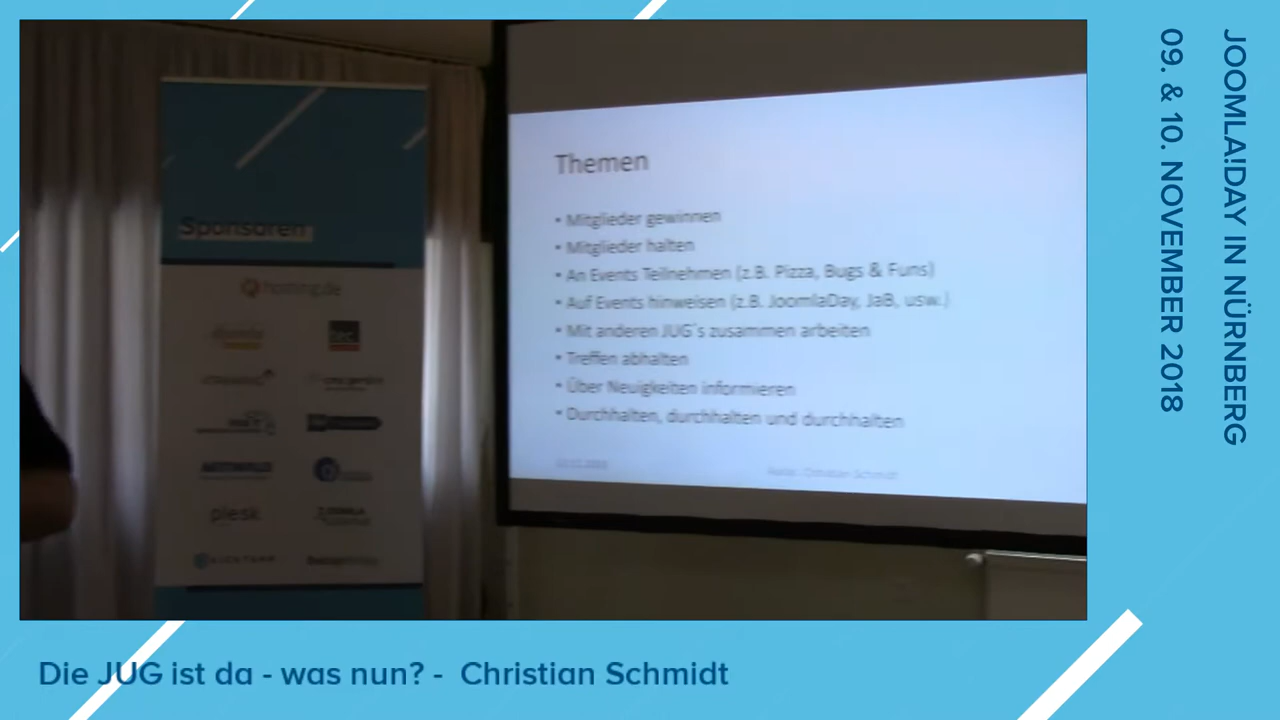 JOOMLA!DAY IN NÜRNBERG
09. & 10. NOVEMBER 2018
Sponsoren
hosting.de
plesk
Themen
• Mitglieder gewinnen
• Mitglieder halten
• An Events Teilnehmen (z.B. Pizza, Bugs & Funs)
• Auf Events hinweisen (z.B. JoomlaDay, JaB, usw.)
• Mit anderen JUG´s zusammen arbeiten
• Treffen abhalten
• Über Neuigkeiten informieren
• Durchhalten, durchhalten und durchhalten
Christian Schmidt
Die JUG ist da - was nun? - Christian Schmidt